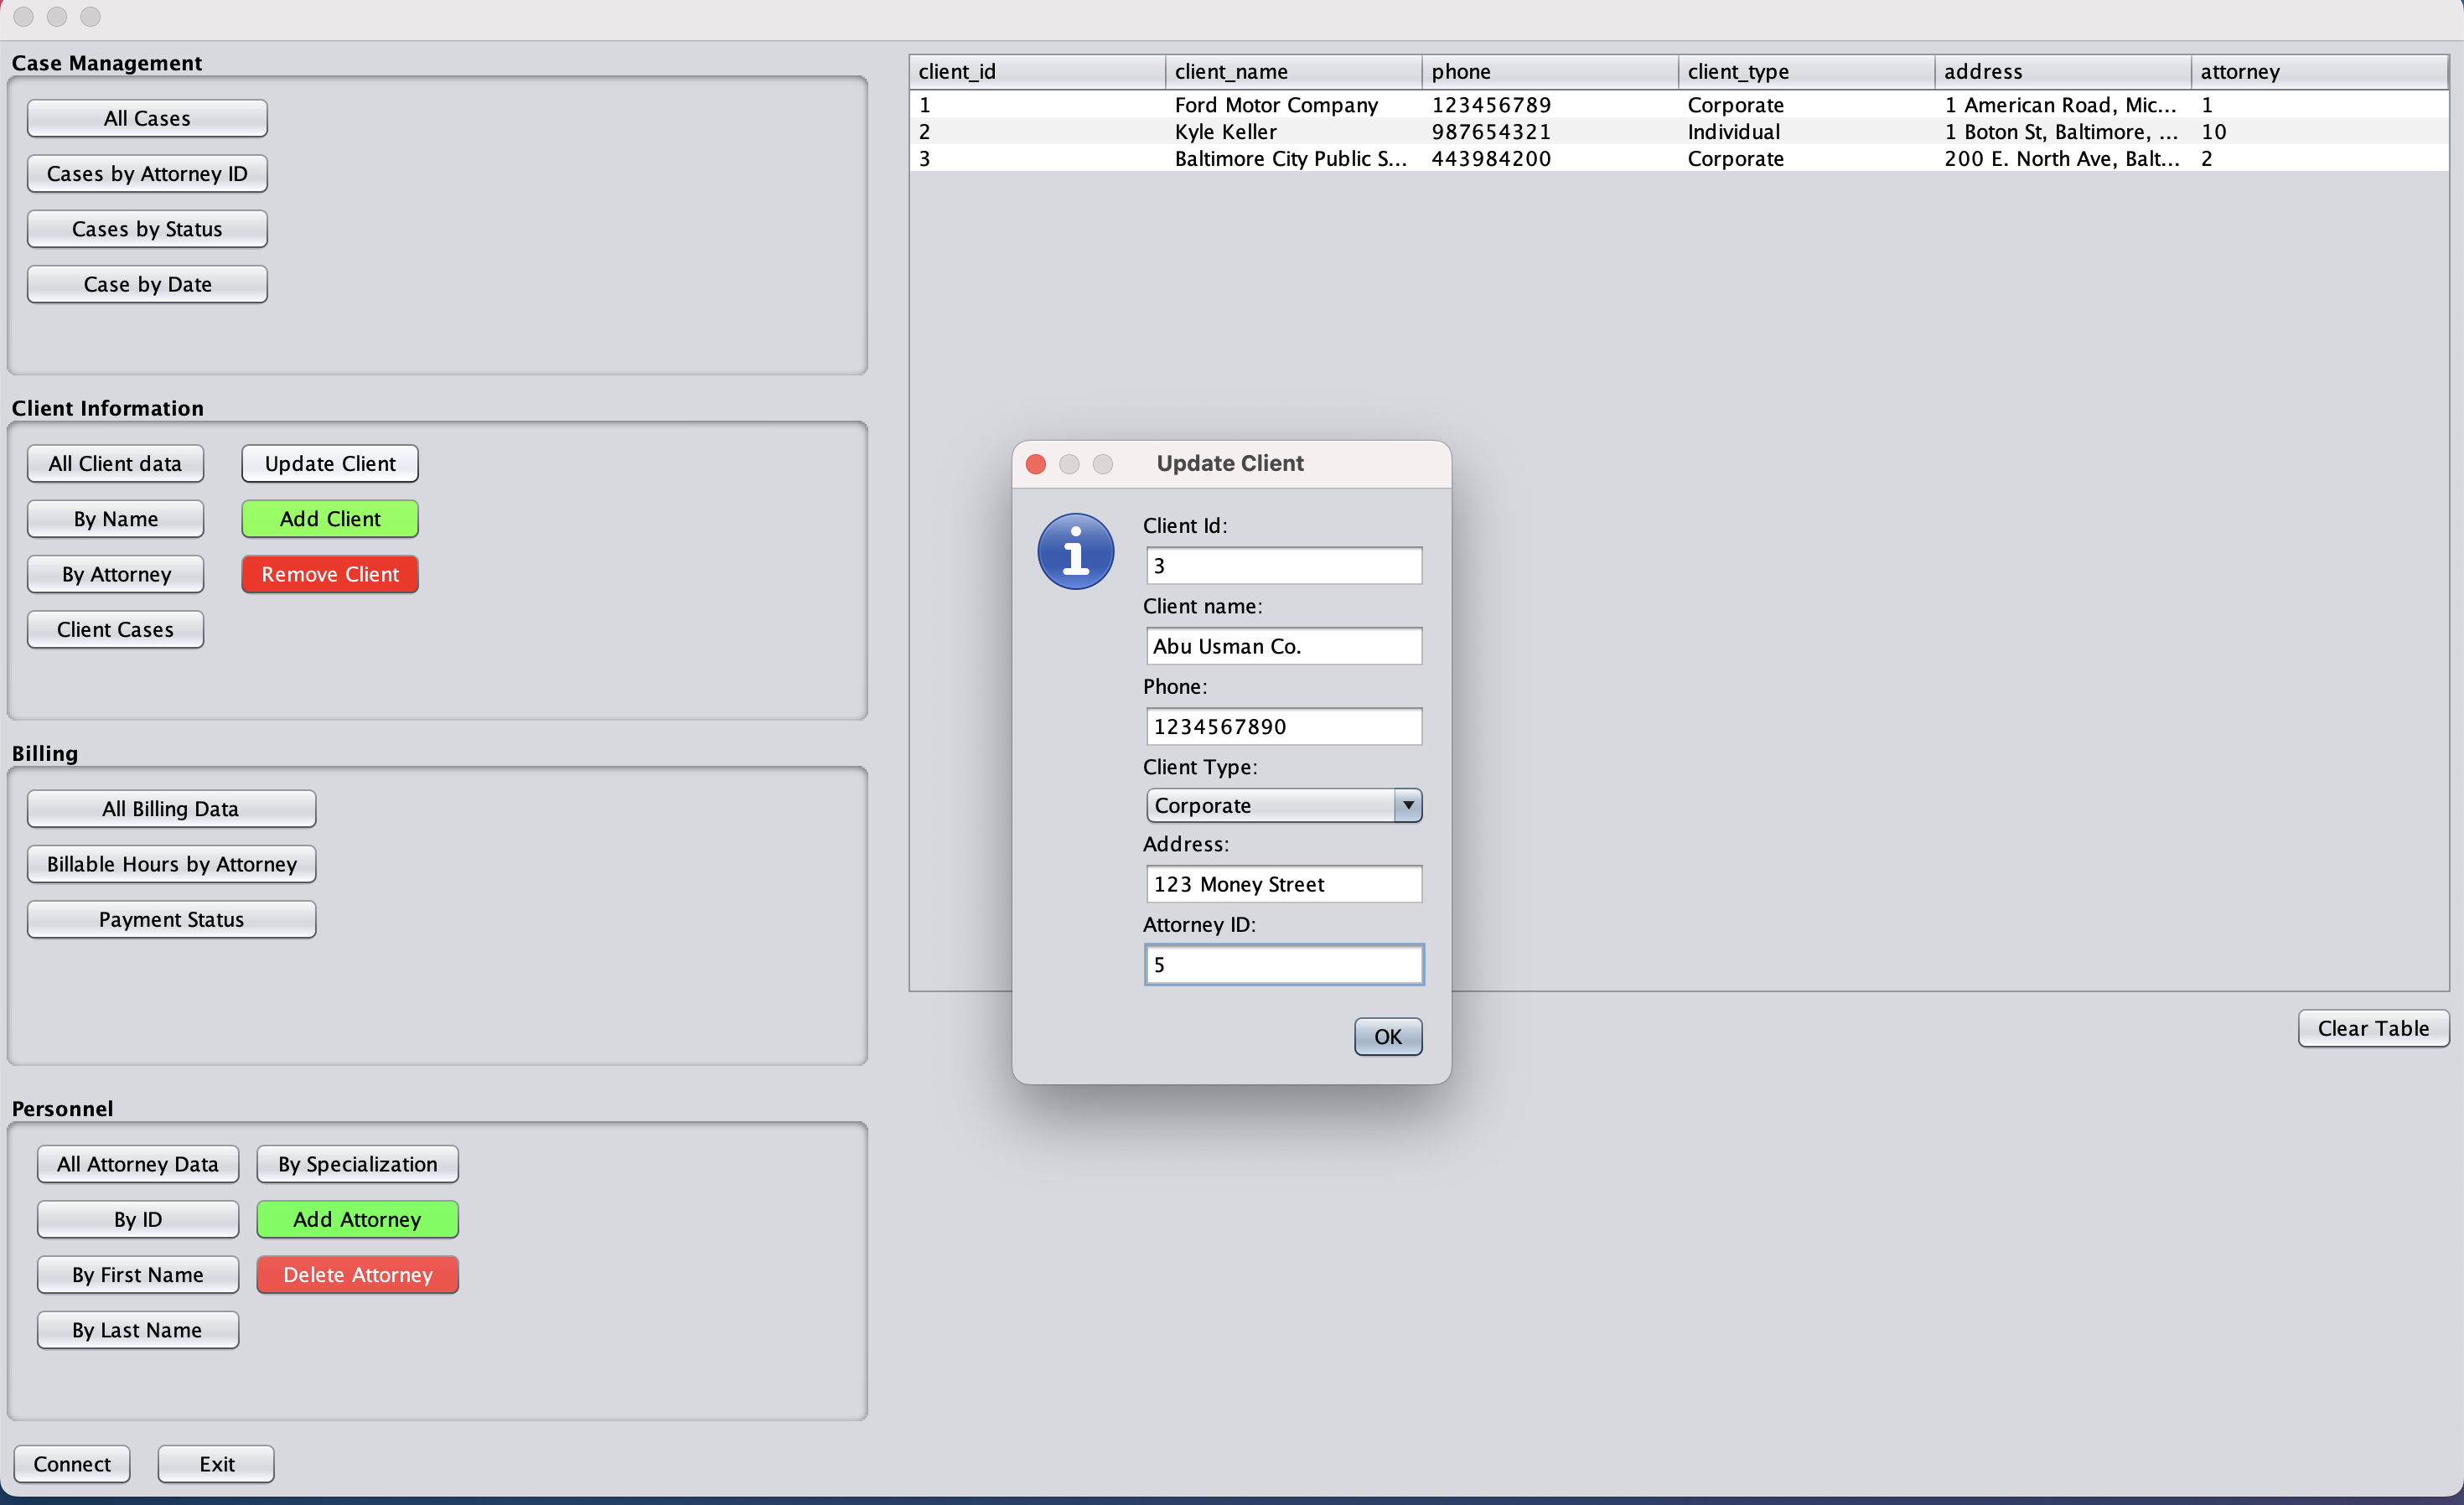 Case Management
All Cases
Cases by Attorney ID
Cases by Status
Case by Date
Client Information
All Client data
Update Client
By Name
Add Client
By Attorney
Remove Client
Client Cases
Billing
All Billing Data
Billable Hours by Attorney
Payment Status
Personnel
All Attorney Data
By Specialization
By ID
Add Attorney
By First Name
Delete Attorney
By Last Name
Connect
Exit
client_id client_name phone client_type address attorney
1 Ford Motor Company 123456789 Corporate 1 American Road, Mic... 1
2 Kyle Keller 987654321 Individual 1 Boton St, Baltimore, ... 10
3 Baltimore City Public S... 443984200 Corporate 200 E. North Ave, Balt... 2
Update Client
Client Id:
3
Client name:
Abu Usman Co.
Phone:
1234567890
Client Type:
Corporate
Address:
123 Money Street
Attorney ID:
5
OK
Clear Table